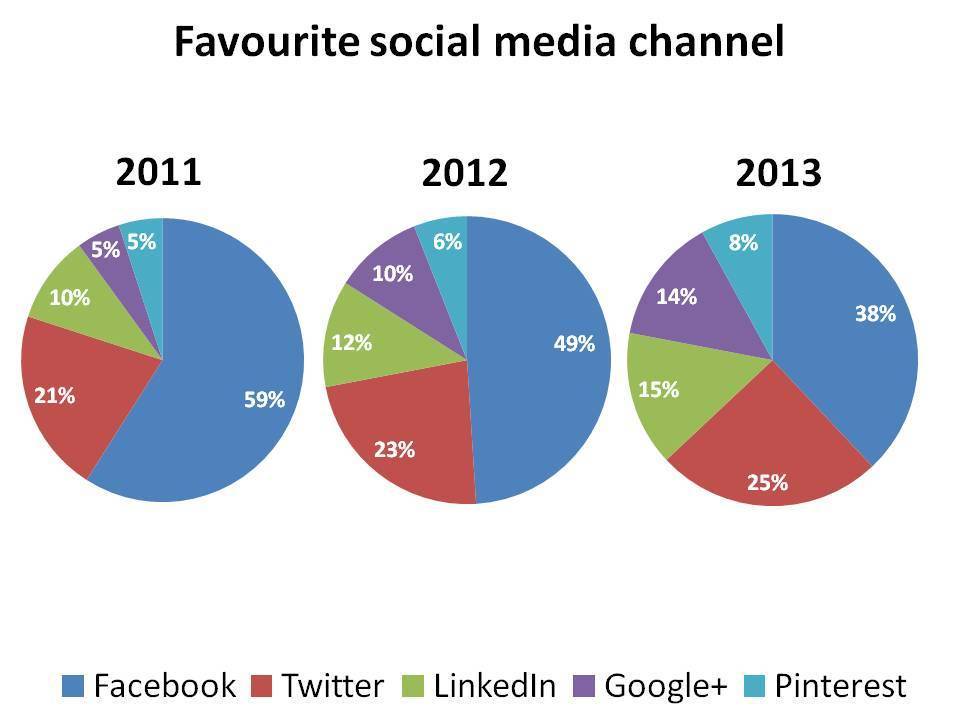 Favourite social media channel
2011 2012 2013
5% 5% 10% 21% 59%
6% 10% 12% 23% 49%
8% 14% 15% 25% 38%
Facebook Twitter LinkedIn Google+ Pinterest